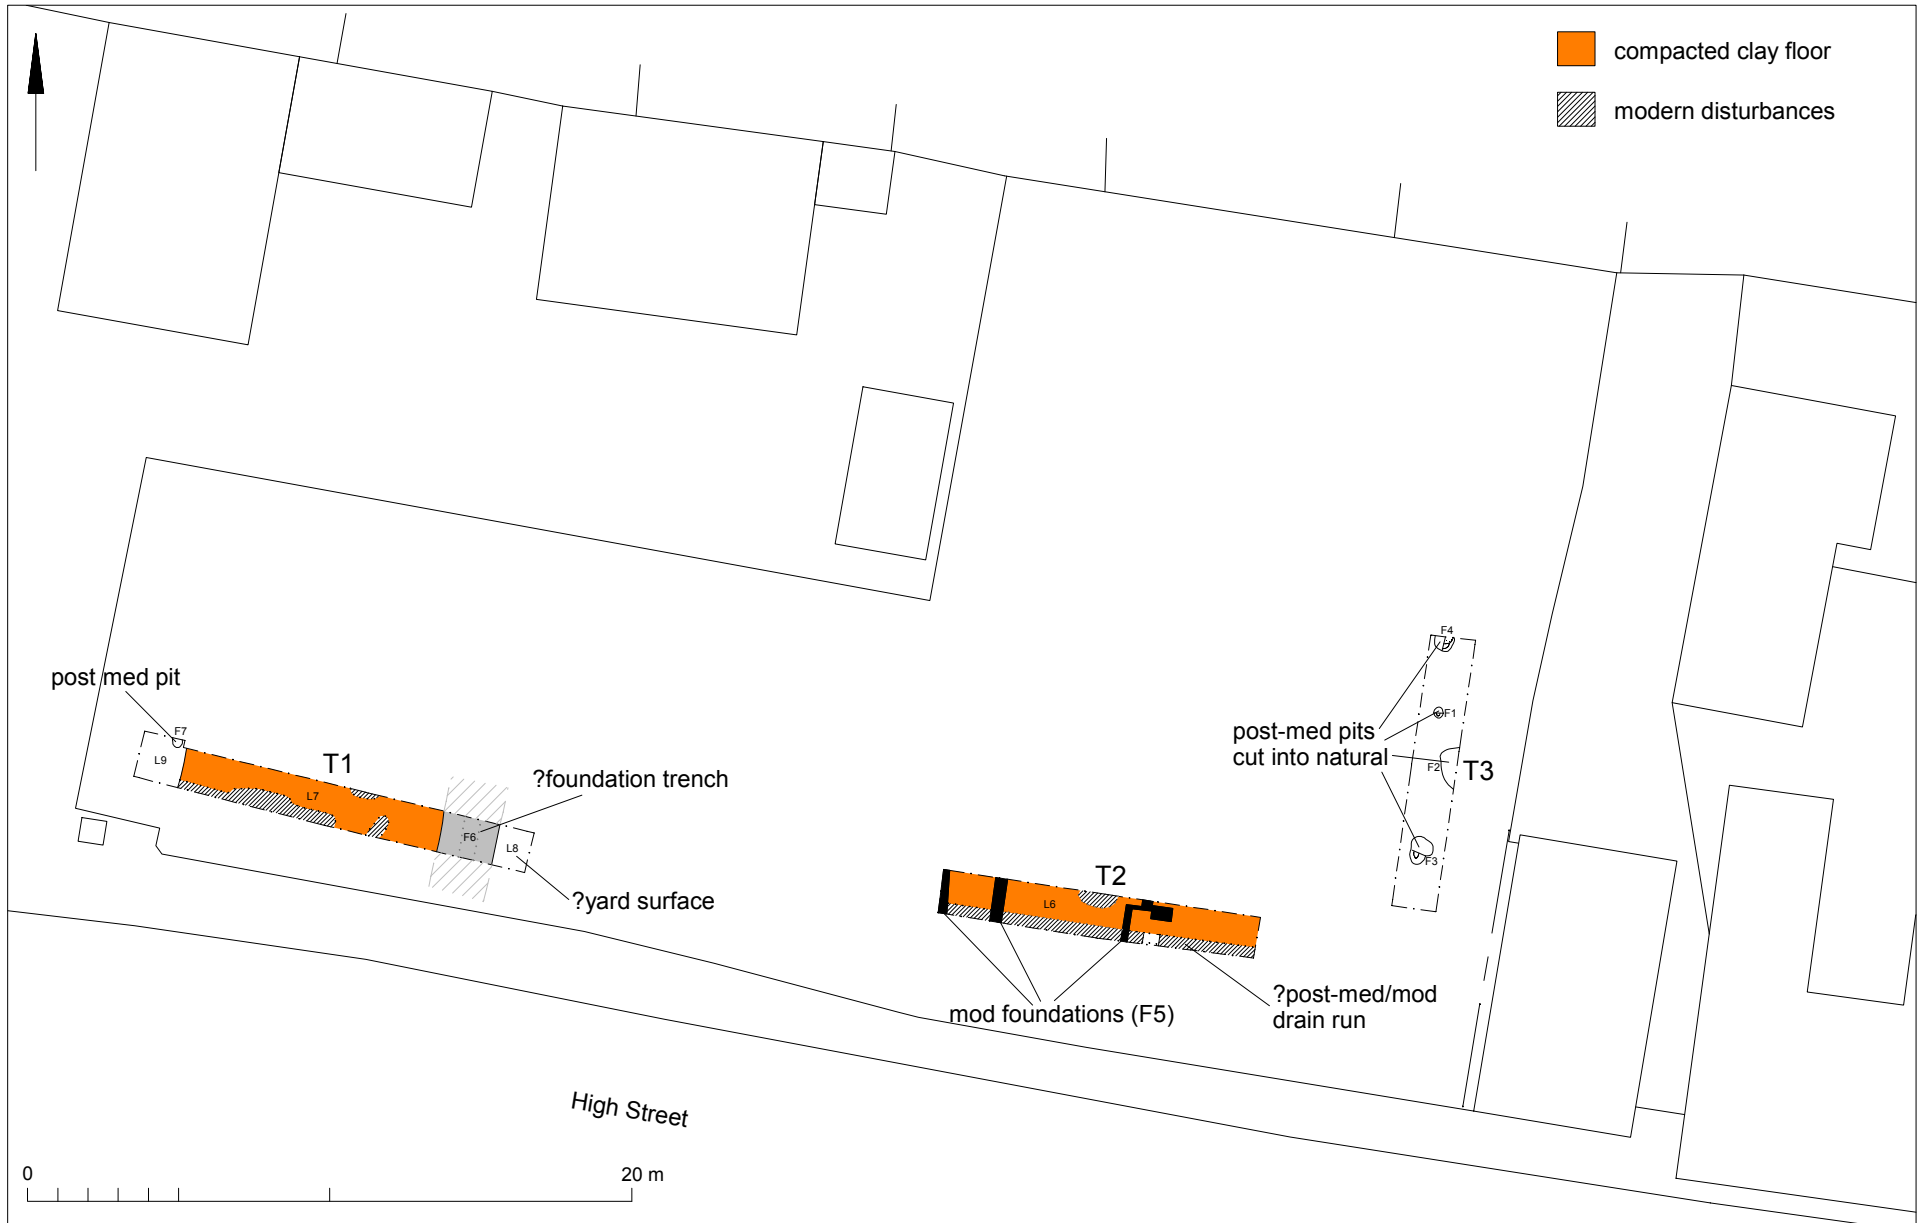 compacted clay floor
modern disturbances
F4
F1
post-med pits
cut into natural
F2
T3
F3
post med pit
F7
L9
T1
L7
?foundation trench
F6
L8
?yard surface
T2
L6
mod foundations (F5)
?post-med/mod
drain run
High Street
0
20 m